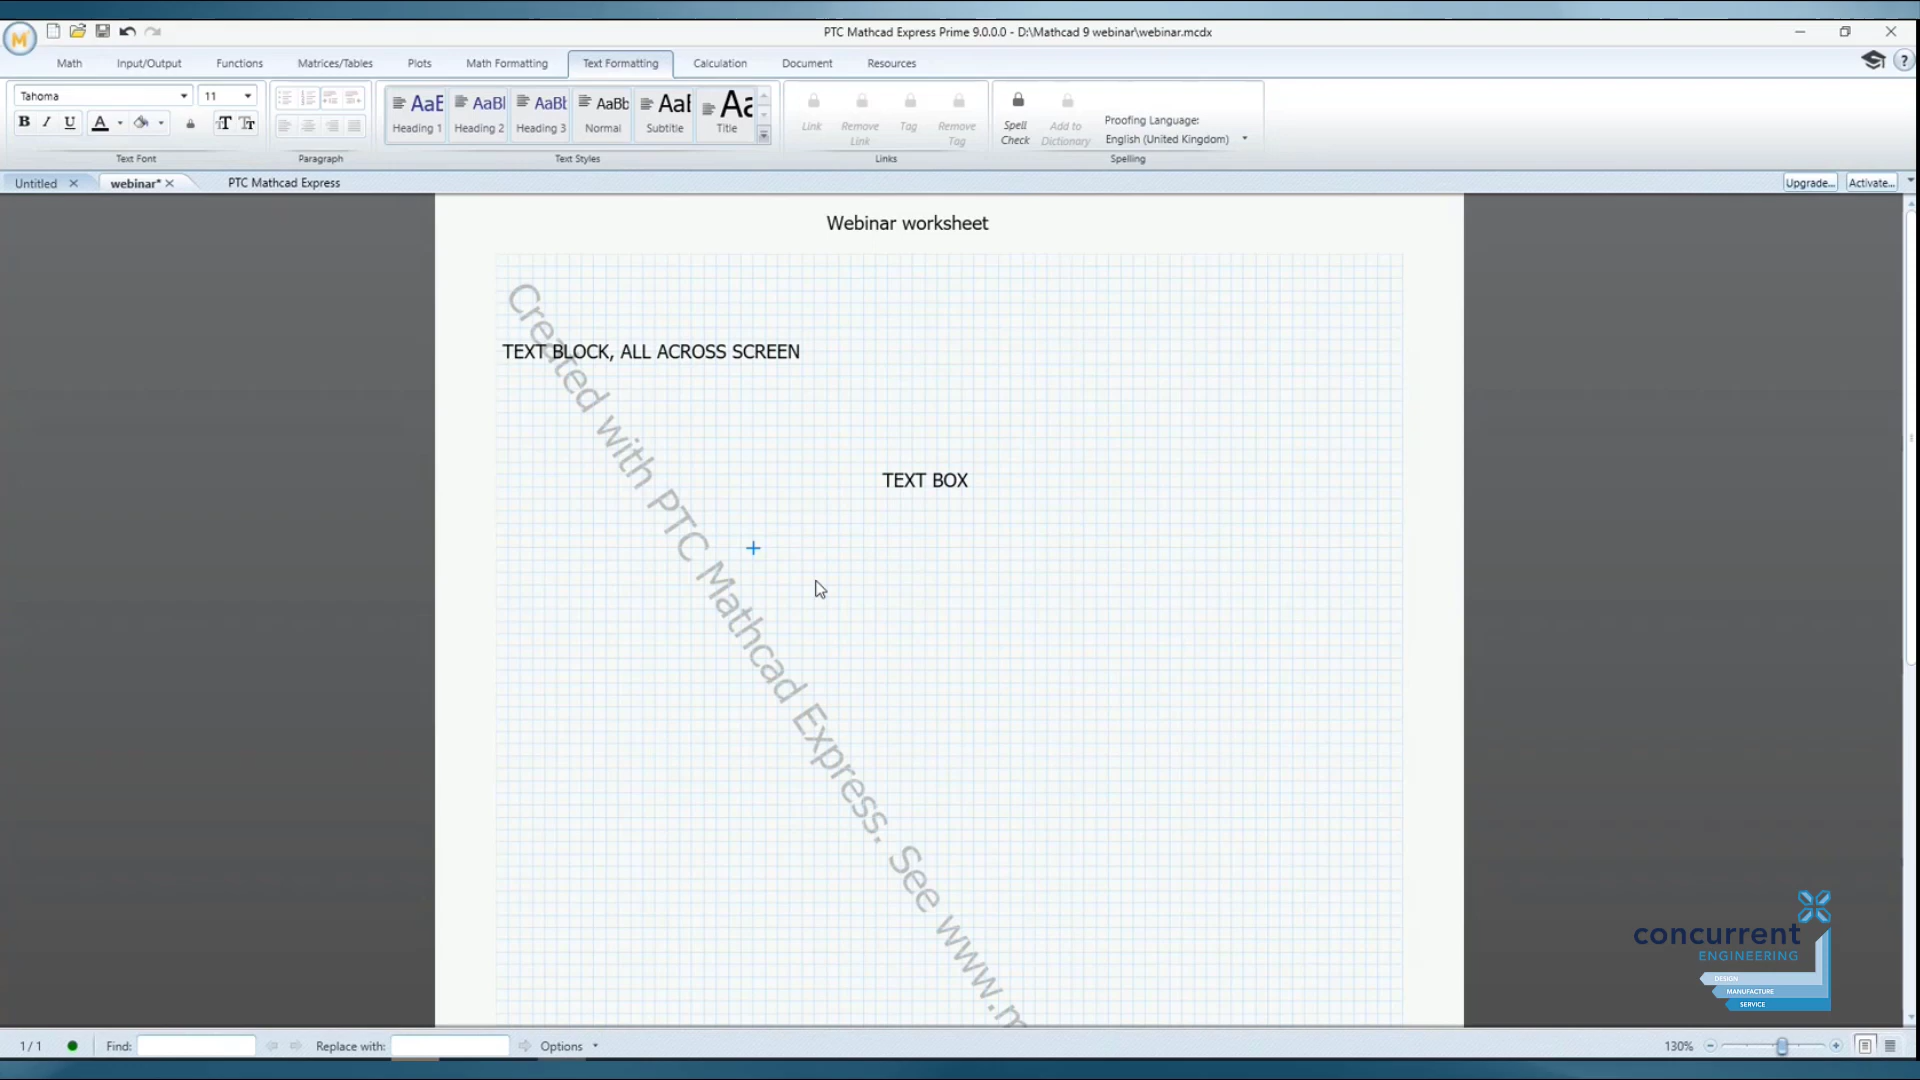 PTC Mathcad Express Prime 9.0.0.0 - D:\Mathcad 9 webinar\webinar.mcdx
Math Input/Output Functions Matrices/Tables Plots Math Formatting Text Formatting Calculation Document Resources
Tahoma 11
B I U A
AaB AaBl AaBb AaBb AaB Aa
Heading 1 Heading 2 Heading 3 Normal Subtitle Title
Link Remove Link Tag Remove Tag
Spell Check Add to Dictionary
Proofing Language:
English (United Kingdom)
Text Font Paragraph Text Styles Links Spelling
Untitled webinar* PTC Mathcad Express Upgrade... Activate...
Webinar worksheet
TEXT BLOCK, ALL ACROSS SCREEN
TEXT BOX
Created with PTC Mathcad Express. See www.m
concurrent
ENGINEERING
DESIGN
MANUFACTURE
SERVICE
1 / 1 Find: Replace with: Options 130%